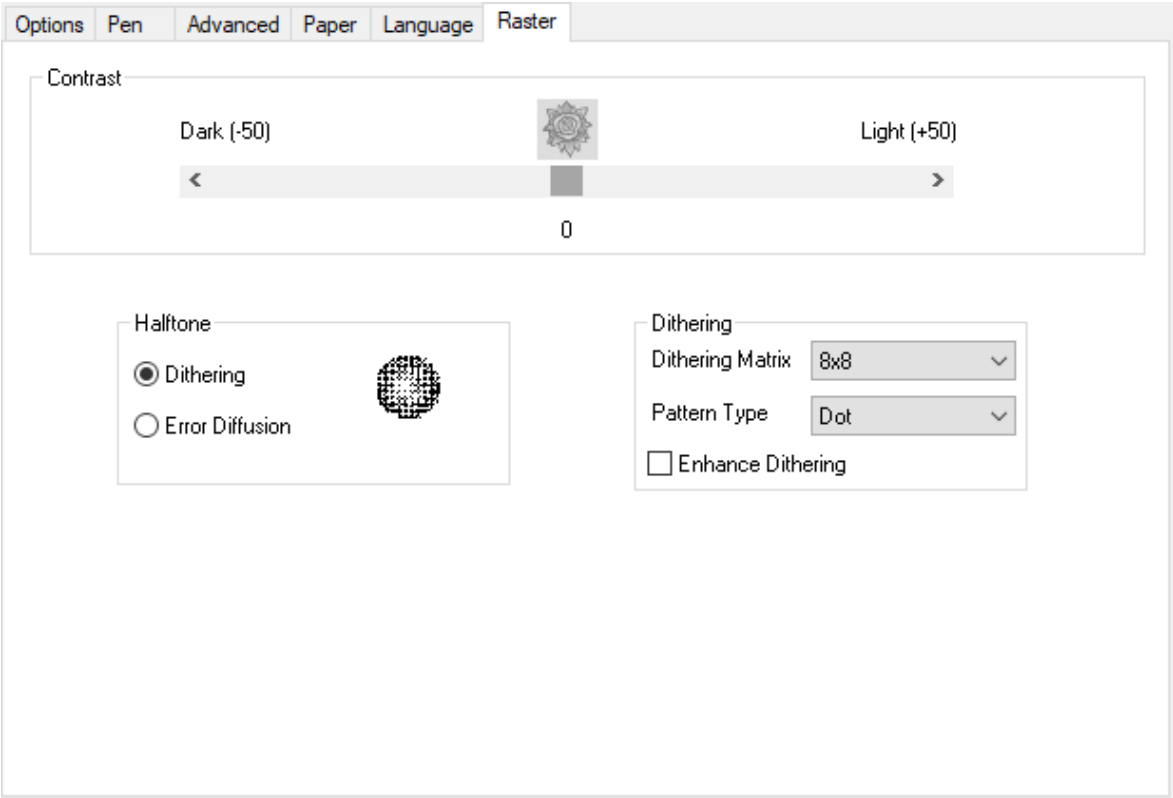 Options Pen Advanced Paper Language Raster
Contrast
Dark (-50) Light (+50)
0
Halftone
Dithering
Error Diffusion
Dithering
Dithering Matrix 8x8
Pattern Type Dot
Enhance Dithering